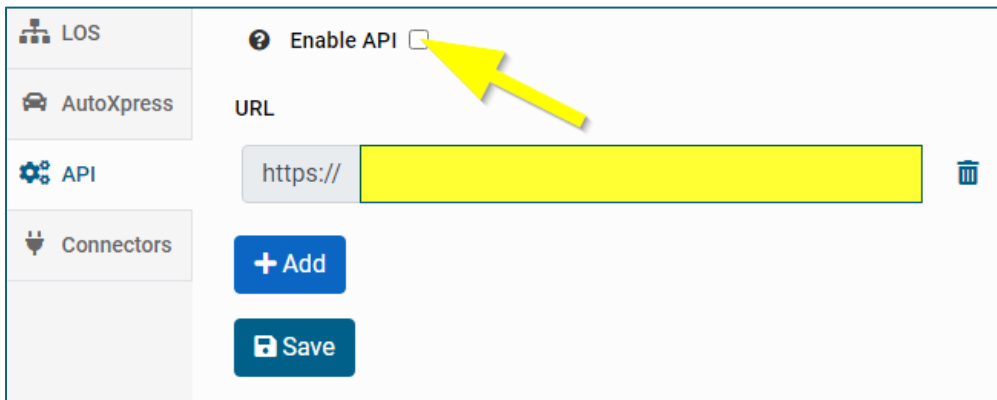 LOS
AutoXpress
API
Connectors
Enable API
URL
https://
Add
Save